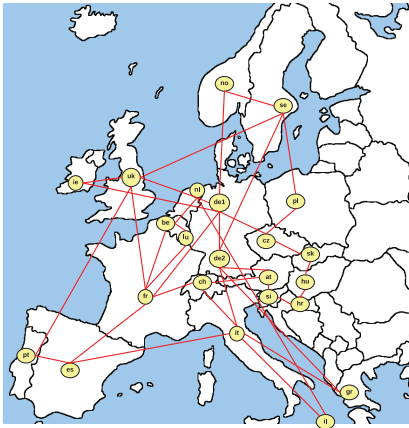 no
se
uk
ie
nl
de1
pl
be
lu
cz
de2
sk
at
ch
hu
fr
si
hr
it
pt
es
gr
il